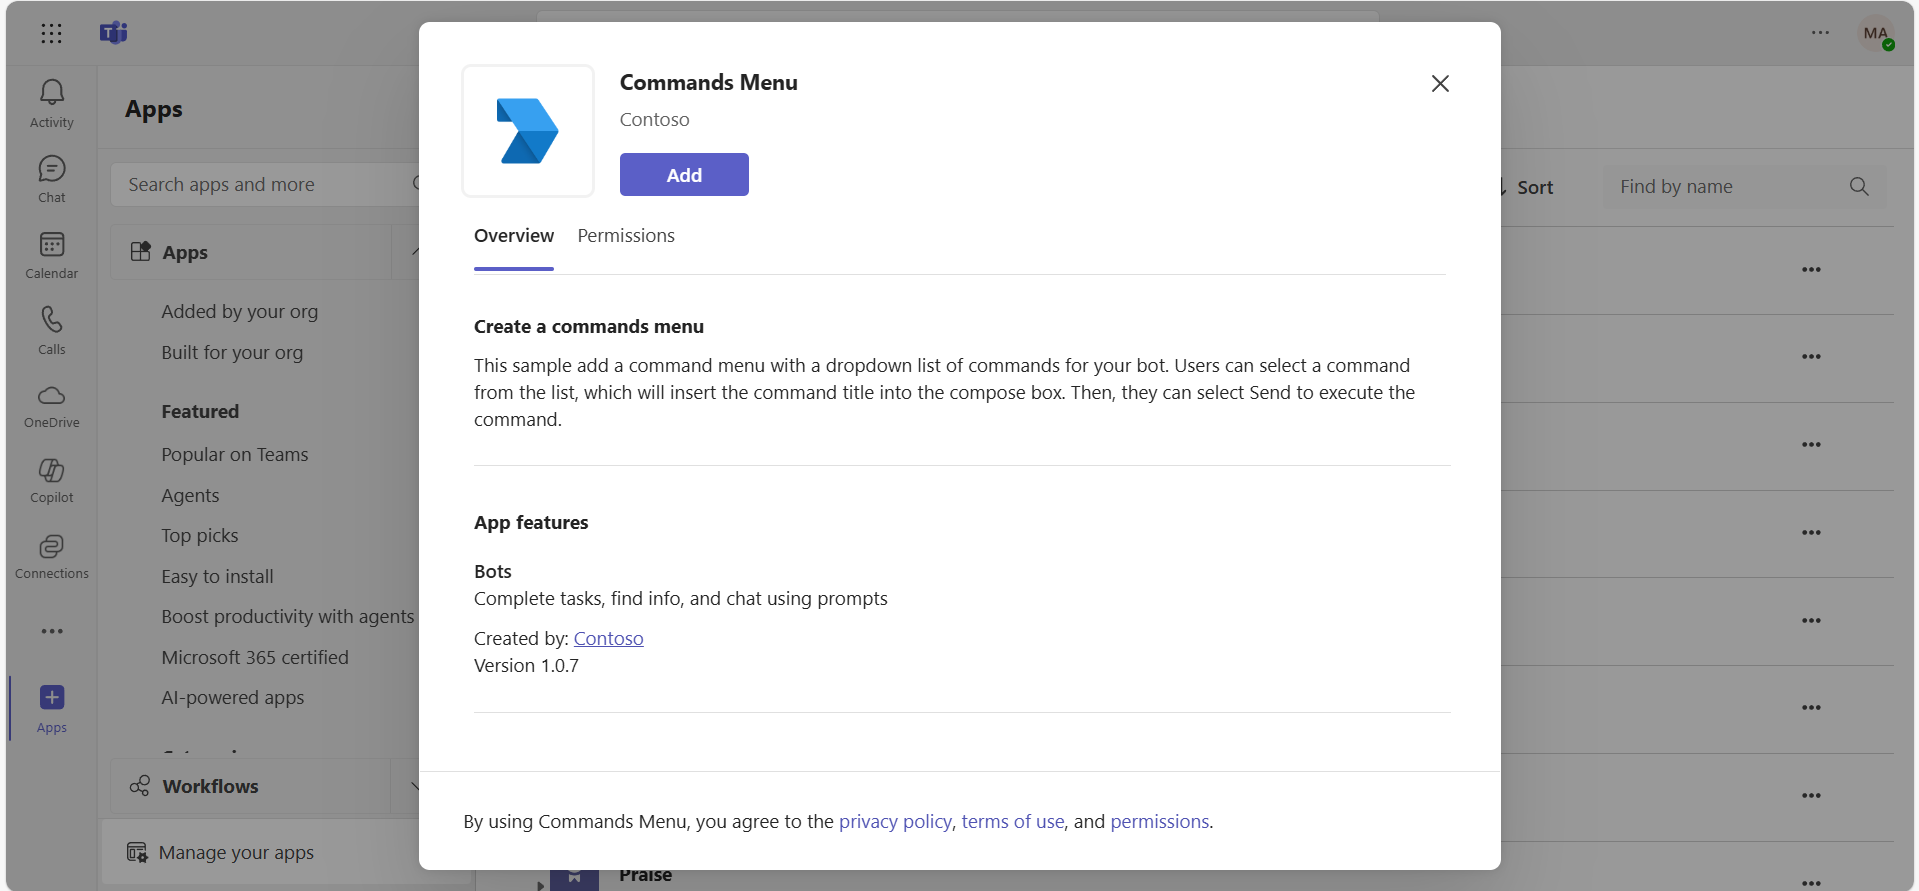 MA
Activity
Chat
Calendar
Calls
OneDrive
Copilot
Connections
Apps
Apps
Search apps and more
Apps
Added by your org
Built for your org
Featured
Popular on Teams
Agents
Top picks
Easy to install
Boost productivity with agents
Microsoft 365 certified
AI-powered apps
Workflows
Manage your apps
Commands Menu
Contoso
Add
Overview Permissions
Create a commands menu
This sample add a command menu with a dropdown list of commands for your bot. Users can select a command
from the list, which will insert the command title into the compose box. Then, they can select Send to execute the
command.
App features
Bots
Complete tasks, find info, and chat using prompts
Created by: Contoso
Version 1.0.7
By using Commands Menu, you agree to the privacy policy, terms of use, and permissions.
Sort
Find by name
Praise